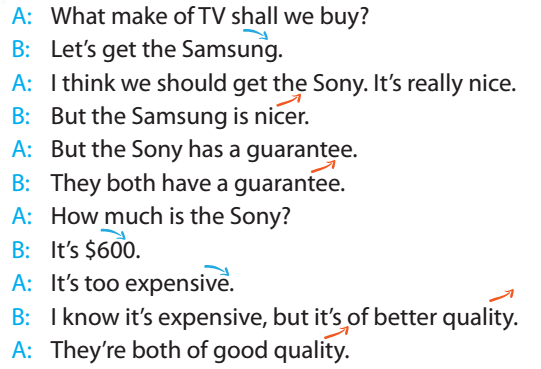 A: What make of TV shall we buy?
B: Let’s get the Samsung.
A: I think we should get the Sony. It’s really nice.
B: But the Samsung is nicer.
A: But the Sony has a guarantee.
B: They both have a guarantee.
A: How much is the Sony?
B: It’s $600.
A: It’s too expensive.
B: I know it’s expensive, but it’s of better quality.
A: They’re both of good quality.